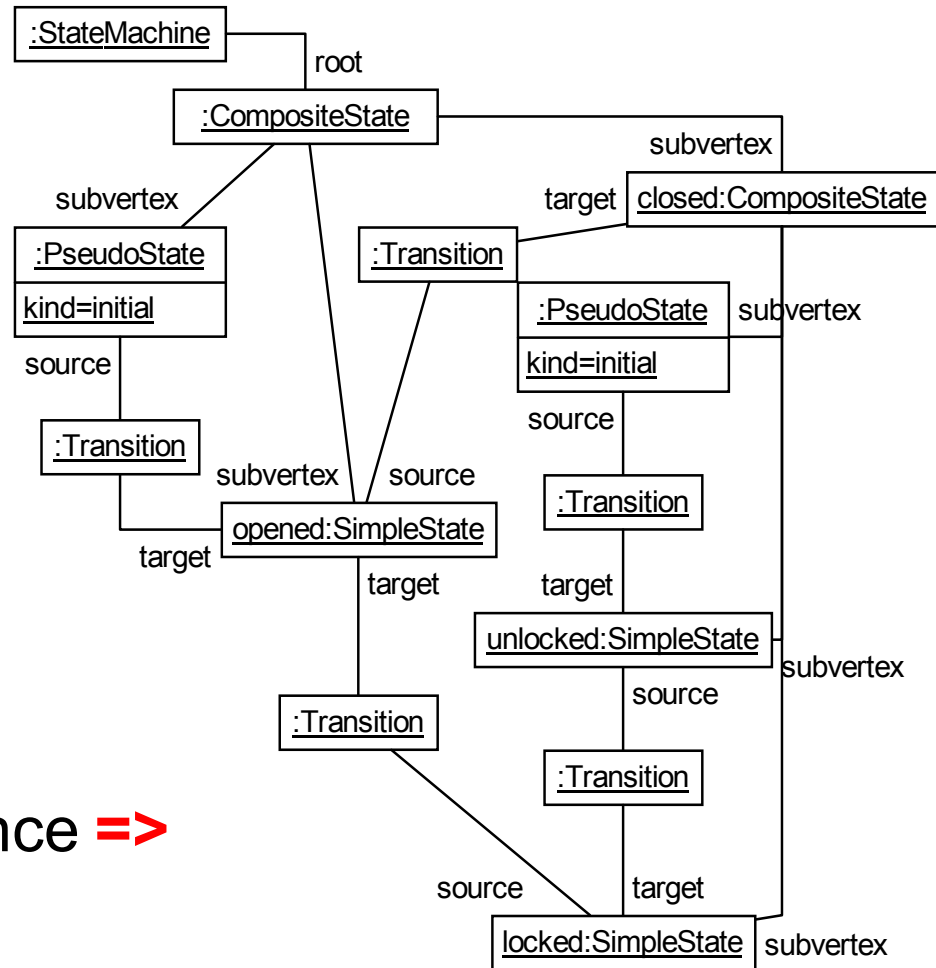 :StateMachine
root
:CompositeState
subvertex
subvertex
target
closed:CompositeState
:PseudoState
:Transition
kind=initial
:PseudoState
subvertex
kind=initial
source
source
:Transition
subvertex
source
:Transition
opened:SimpleState
target
target
target
unlocked:SimpleState
subvertex
source
:Transition
:Transition
nce =>
source
target
locked:SimpleState
subvertex